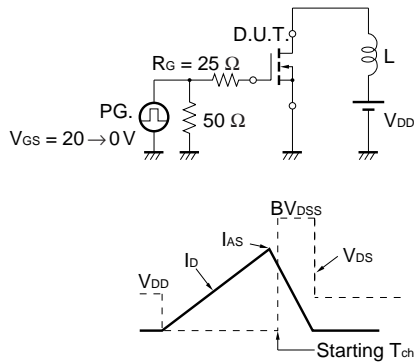 D.U.T.
RG = 25 Ω
L
PG.
50 Ω
VDD
VGS = 20 → 0 V
BVDSS
IAS
ID
VDS
VDD
Starting Tch